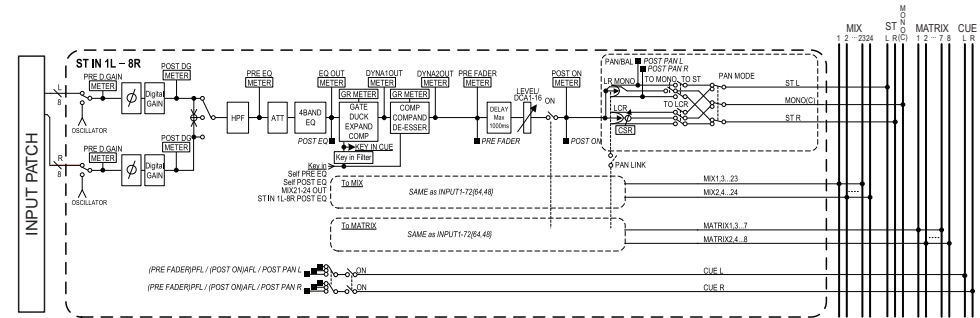 MIX
ST
MONO(C)
MATRIX
CUE
1 2 ··· 2324
L R
1 2 ··· 7 8
L R
INPUT PATCH
ST IN 1L – 8R
L
8
OSCILLATOR
PRE D.GAIN
METER
Ø
Digital
GAIN
POST DG
METER
R
8
OSCILLATOR
PRE D.GAIN
METER
Ø
Digital
GAIN
POST DG
METER
HPF
PRE EQ
METER
ATT
4BAND
EQ
EQ OUT
METER
POST EQ
DYNA1OUT
METER
GR METER
GATE
DUCK
EXPAND
COMP
KEY IN CUE
Key in Filter
Key in
Self PRE EQ
Self POST EQ
MIX21-24 OUT
ST IN 1L-8R POST EQ
DYNA2OUT
METER
GR METER
COMP
COMPAND
DE-ESSER
PRE FADER
METER
PRE FADER
DELAY
Max
1000ms
LEVEL/
DCA1-16
ON
POST ON
METER
POST ON
PAN/BAL
POST PAN L
POST PAN R
LR MONO
TO MONO
TO ST
PAN MODE
LCR
TO LCR
CSR
PAN LINK
ST L
MONO(C)
ST R
To MIX
SAME as INPUT1-72{64,48}
MIX1,3...23
MIX2,4...24
To MATRIX
SAME as INPUT1-72{64,48}
MATRIX1,3...7
MATRIX2,4...8
(PRE FADER)PFL / (POST ON)AFL / POST PAN L
ON
CUE L
(PRE FADER)PFL / (POST ON)AFL / POST PAN R
ON
CUE R